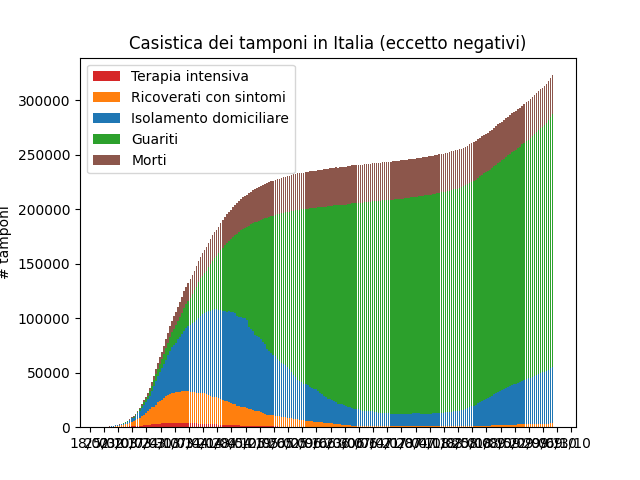 Casistica dei tamponi in Italia (eccetto negativi)
Terapia intensiva
Ricoverati con sintomi
Isolamento domiciliare
Guariti
Morti
300000
250000
200000
150000
100000
50000
0
# tamponi